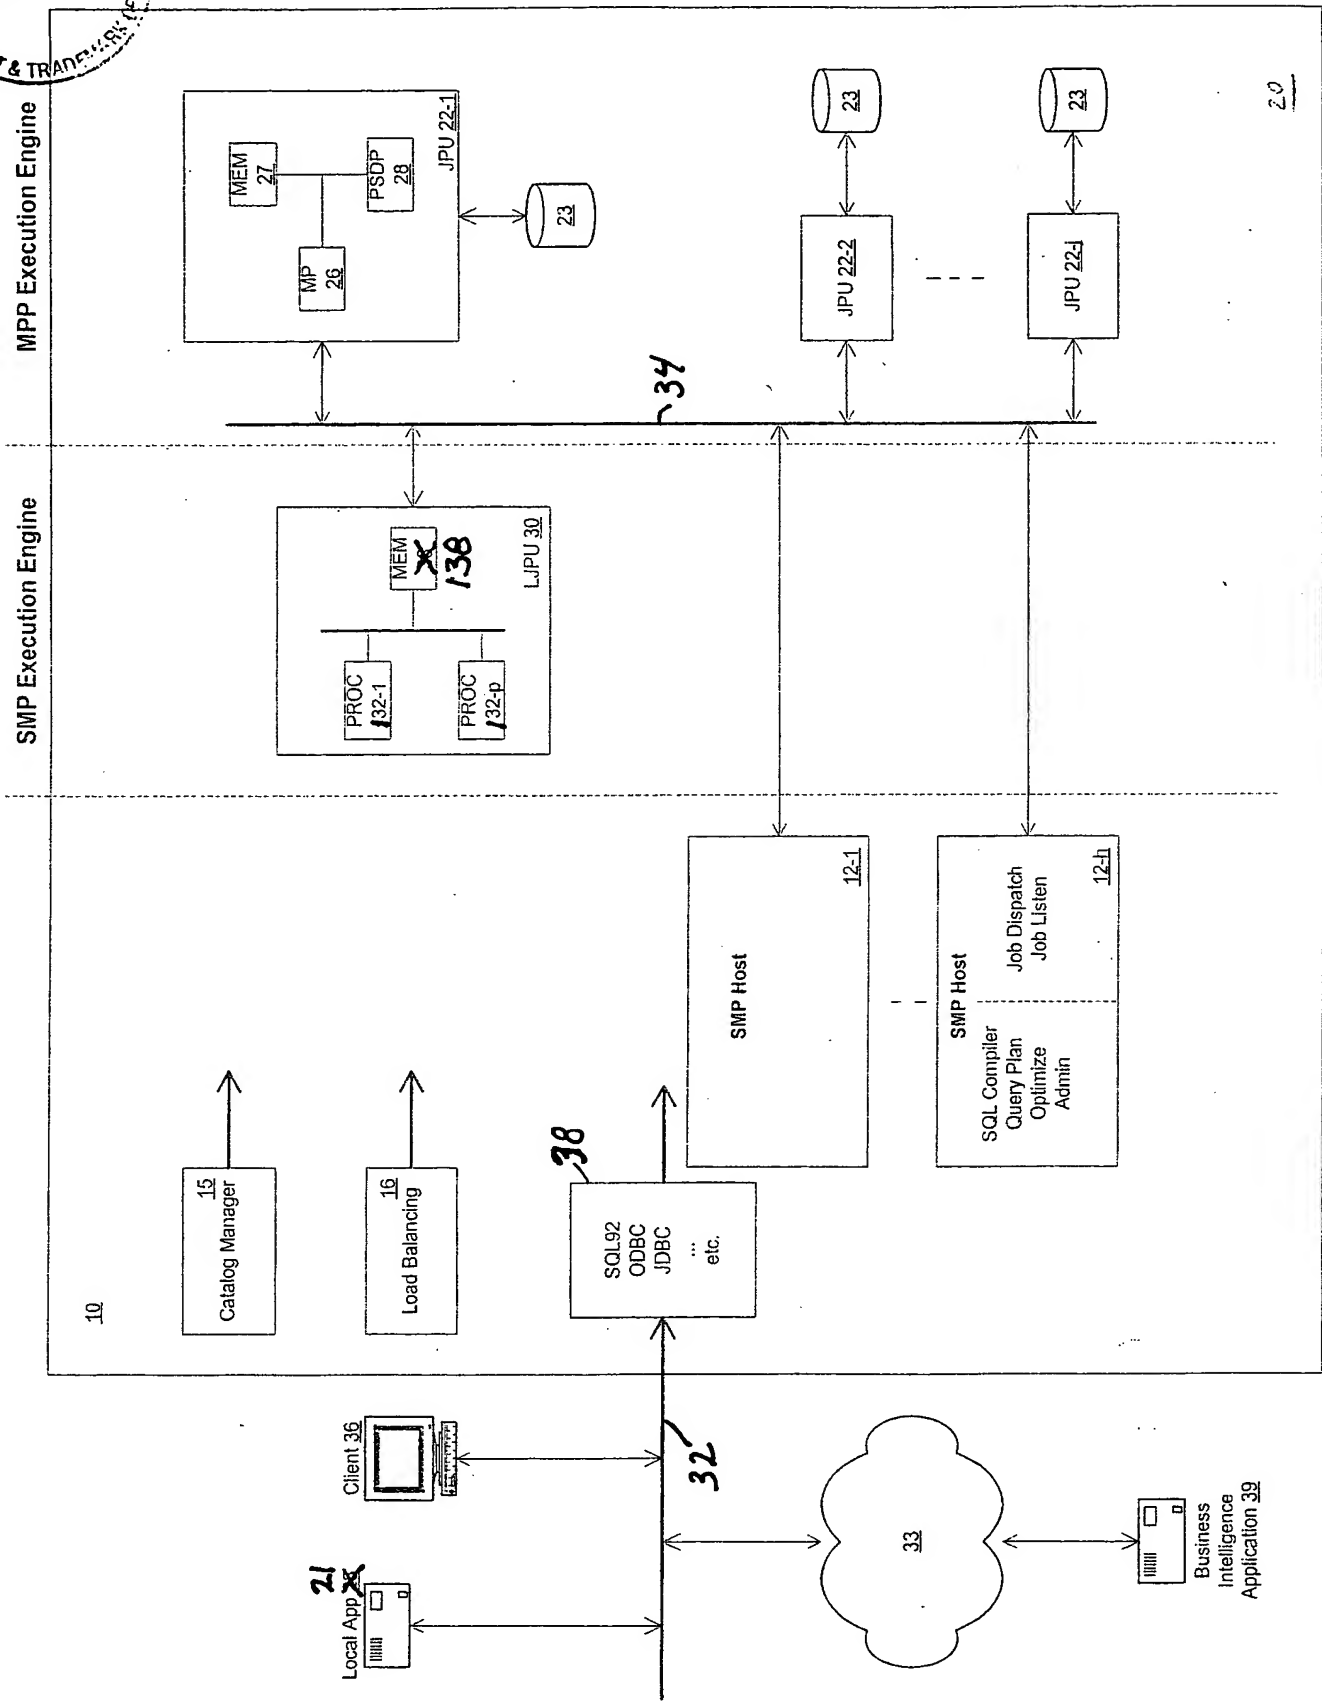 & TRADEMARK
SMP Execution Engine
MPP Execution Engine
10
15
Catalog Manager
16
Load Balancing
MEM
27
PSDP
28
MP
26
JPU 22-1
23
MEM
138
PROC
132-1
PROC
132-p
LJPU 30
Local App
21
Client 36
32
38
SQL92
ODBC
JDBC
...
etc.
34
SMP Host
12-1
JPU 22-2
23
33
SMP Host
SQL Compiler
Query Plan
Optimize
Admin
Job Dispatch
Job Listen
12-h
JPU 22-j
23
Business
Intelligence
Application 39
20